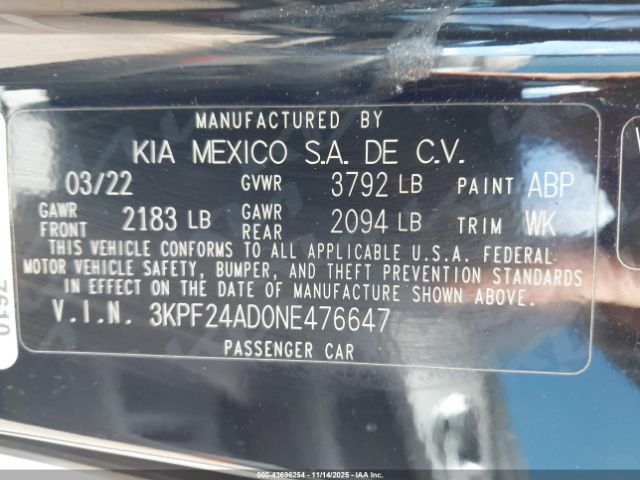 MANUFACTURED BY
KIA MEXICO S.A. DE C.V.
03/22 GVWR 3792 LB PAINT ABP
GAWR FRONT 2183 LB GAWR REAR 2094 LB TRIM WK
THIS VEHICLE CONFORMS TO ALL APPLICABLE U.S.A. FEDERAL
MOTOR VEHICLE SAFETY, BUMPER, AND THEFT PREVENTION STANDARDS
IN EFFECT ON THE DATE OF MANUFACTURE SHOWN ABOVE.
V.I.N. 3KPF24AD0NE476647
PASSENGER CAR
000-43696254 - 11/14/2025 - IAAI